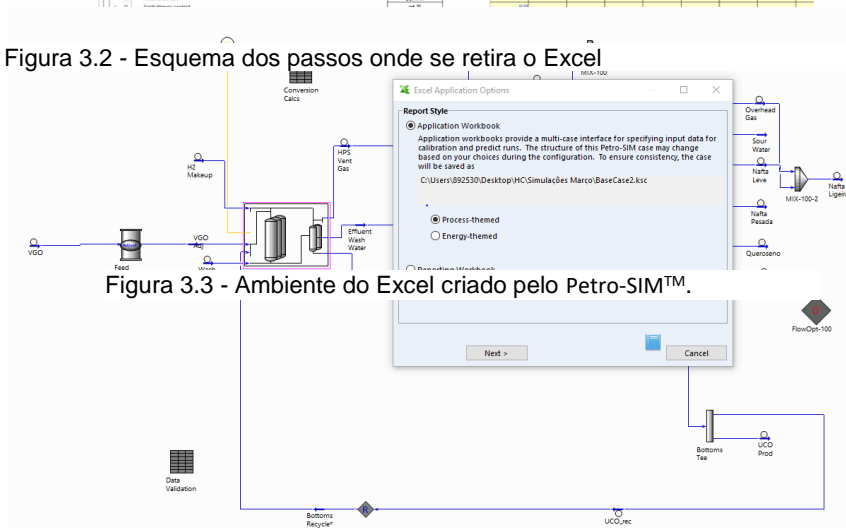 Figura 3.2 - Esquema dos passos onde se retira o Excel
MIX-100
Conversion
Calcs
Excel Application Options
Report Style
Application Workbook
Application workbooks provide a multi-case interface for specifying input data for
calibration and predict runs. The structure of this Petro-SIM case may change
based on your choices during the configuration. To ensure consistency, the case
will be saved as
C:\Users\892530\Desktop\HC\Simulações Março\BaseCase2.ksc
Process-themed
Energy-themed
Reporting Workbook
Next >
Cancel
Overhead
Gas
Sour
Water
Nafta
Leve
MIX-100-2
Nafta
Ligeir
Nafta
Pesada
Queroseno
FlowOpt-100
H2
Makeup
HPS
Vent
Gas
VGO
Feed
VGO
Adj
Wash
Effluent
Wash
Water
Figura 3.3 - Ambiente do Excel criado pelo Petro-SIM™.
Bottoms
Tee
UCO
Prod
Data
Validation
Bottoms
Recycle*
R
UCO_rec